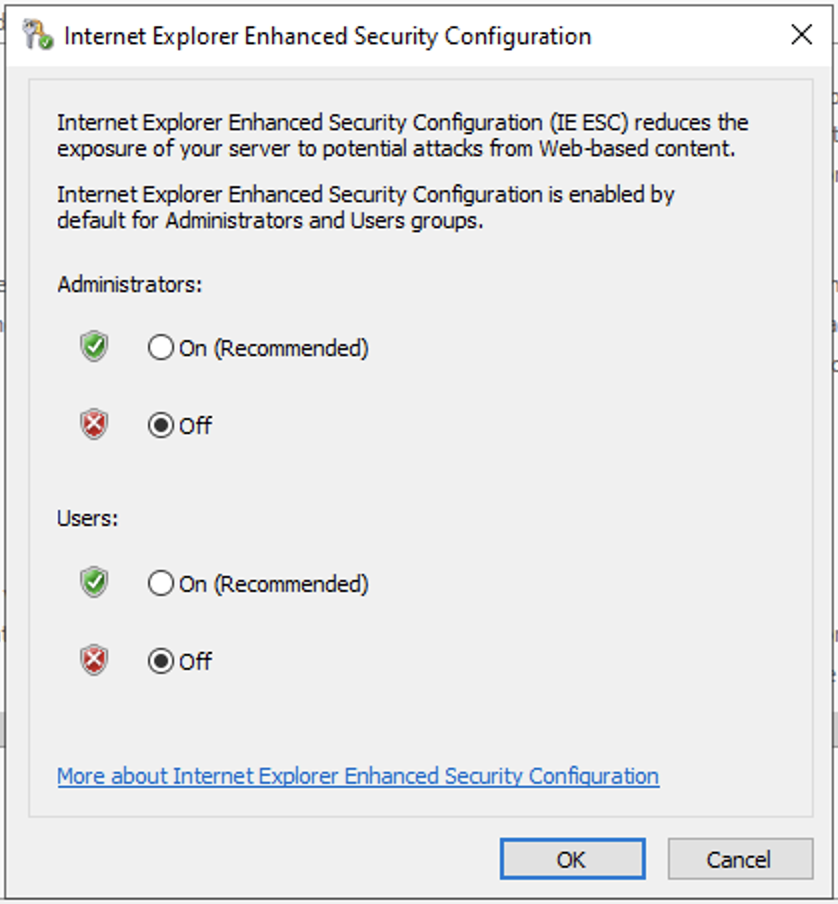 Internet Explorer Enhanced Security Configuration
Internet Explorer Enhanced Security Configuration (IE ESC) reduces the
exposure of your server to potential attacks from Web-based content.
Internet Explorer Enhanced Security Configuration is enabled by
default for Administrators and Users groups.
Administrators:
On (Recommended)
Off
Users:
On (Recommended)
Off
More about Internet Explorer Enhanced Security Configuration
OK
Cancel